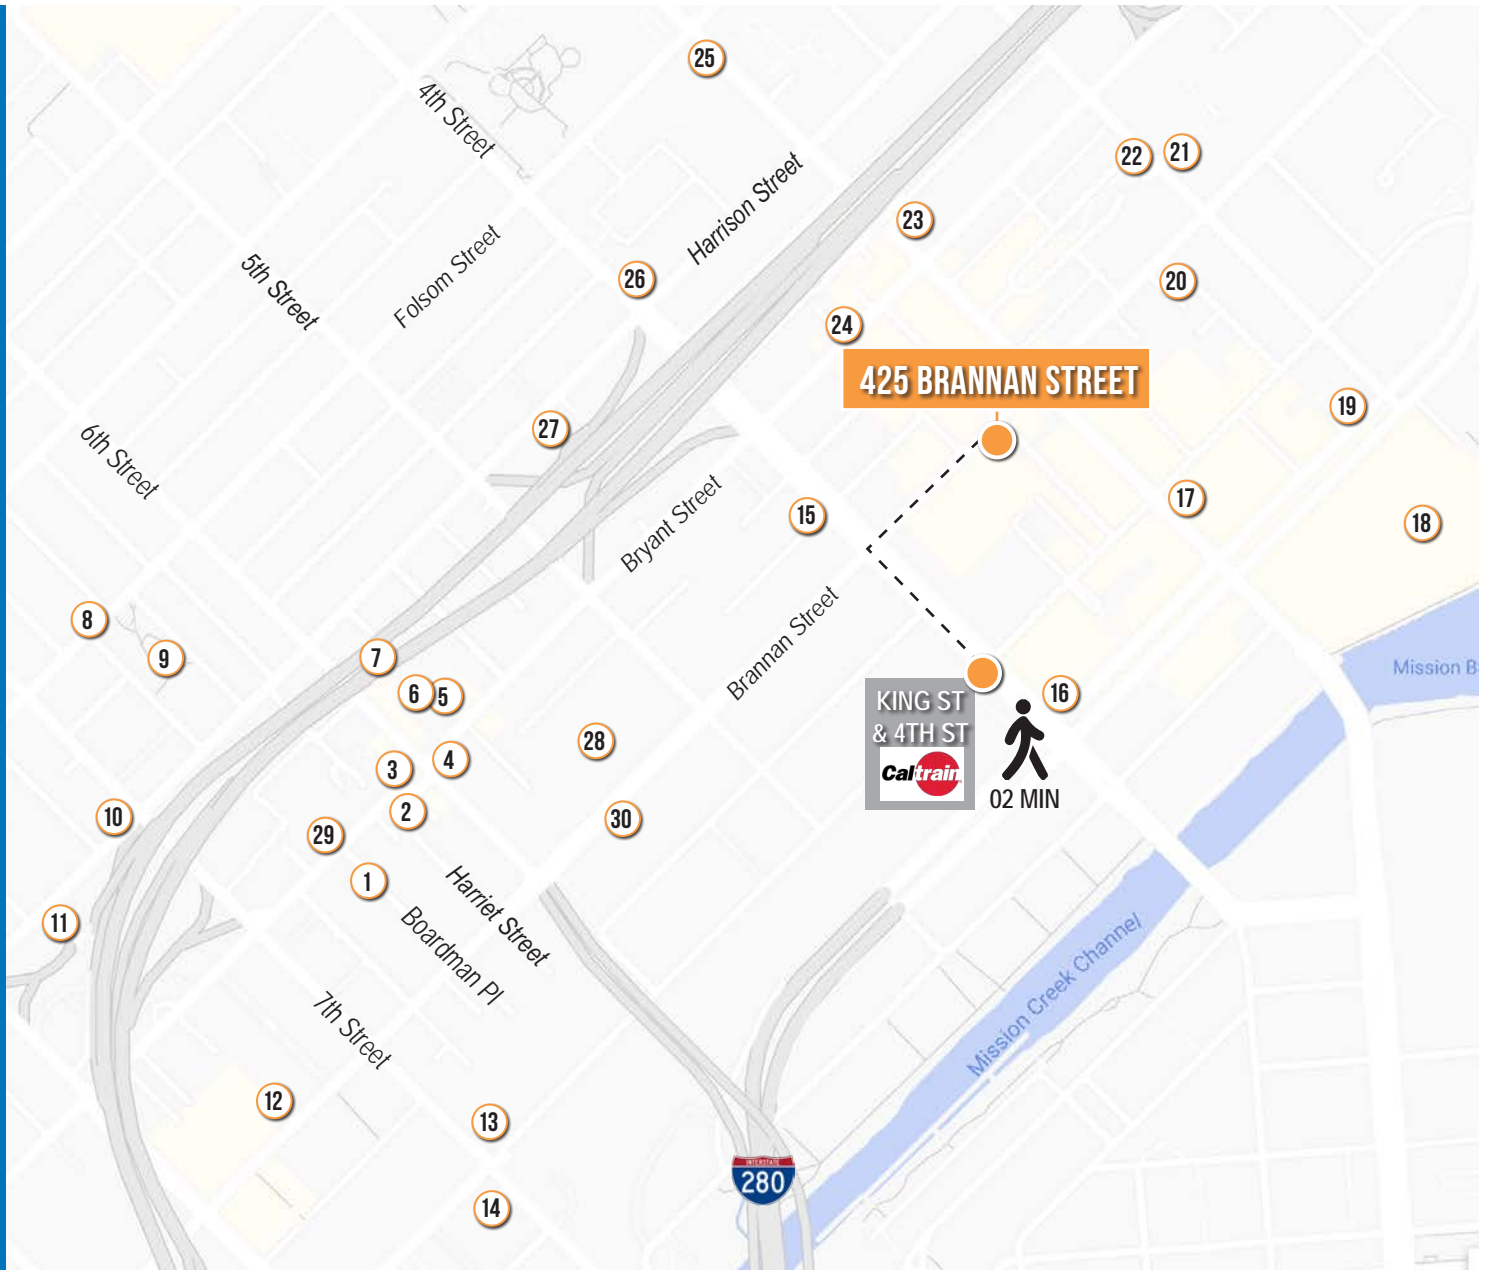 25
4th Street
22
21
Harrison Street
23
5th Street
Folsom Street
26
20
24
425 BRANNAN STREET
19
27
6th Street
17
15
18
Bryant Street
8
9
7
Brannan Street
Mission B
6
5
16
KING ST
& 4TH ST
Caltrain
02 MIN
28
4
3
2
10
30
29
1
Harriet Street
11
Boardman Pl
Mission Creek Channel
7th Street
12
13
INTERSTATE
280
14